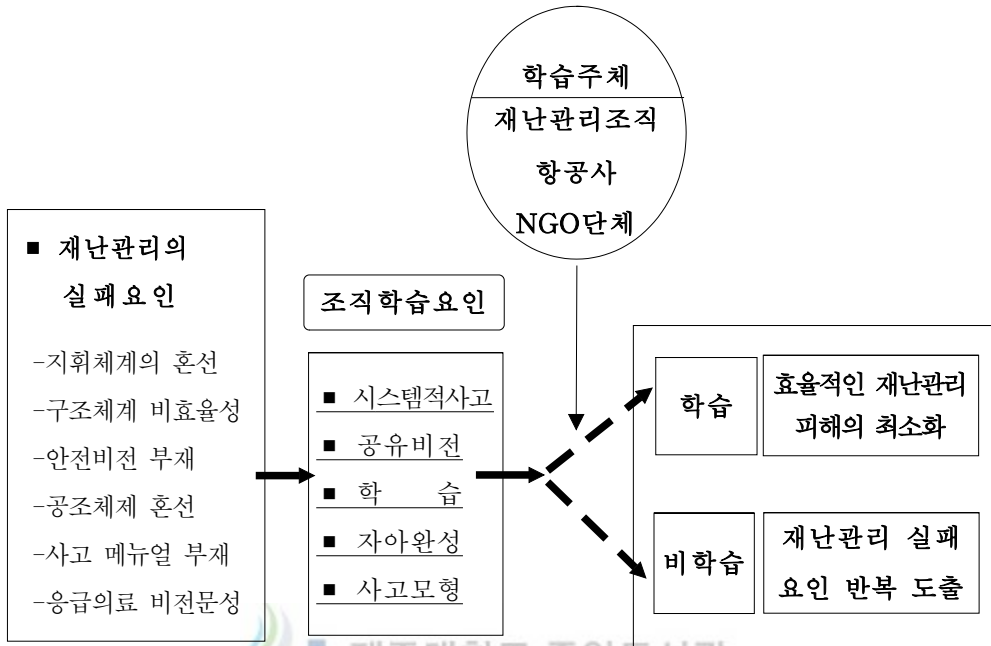 학습주체
재난관리조직
항공사
NGO단체
■ 재난관리의
실패요인
-지휘체계의 혼선
-구조체계 비효율성
-안전비전 부재
-공조체제 혼선
-사고 메뉴얼 부재
-응급의료 비전문성
조직학습요인
■ 시스템적사고
■ 공유비전
■ 학 습
■ 자아완성
■ 사고모형
학습
효율적인 재난관리
피해의 최소화
비학습
재난관리 실패
요인 반복 도출